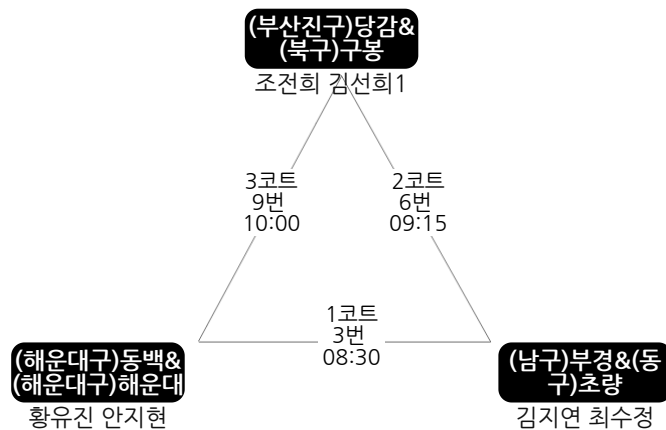 (부산진구)당감&
(북구)구봉
조전희 김선희1
3코트
9번
10:00
2코트
6번
09:15
1코트
3번
08:30
(해운대구)동백&
(해운대구)해운대
황유진 안지현
(남구)부경&(동
구)초량
김지연 최수정